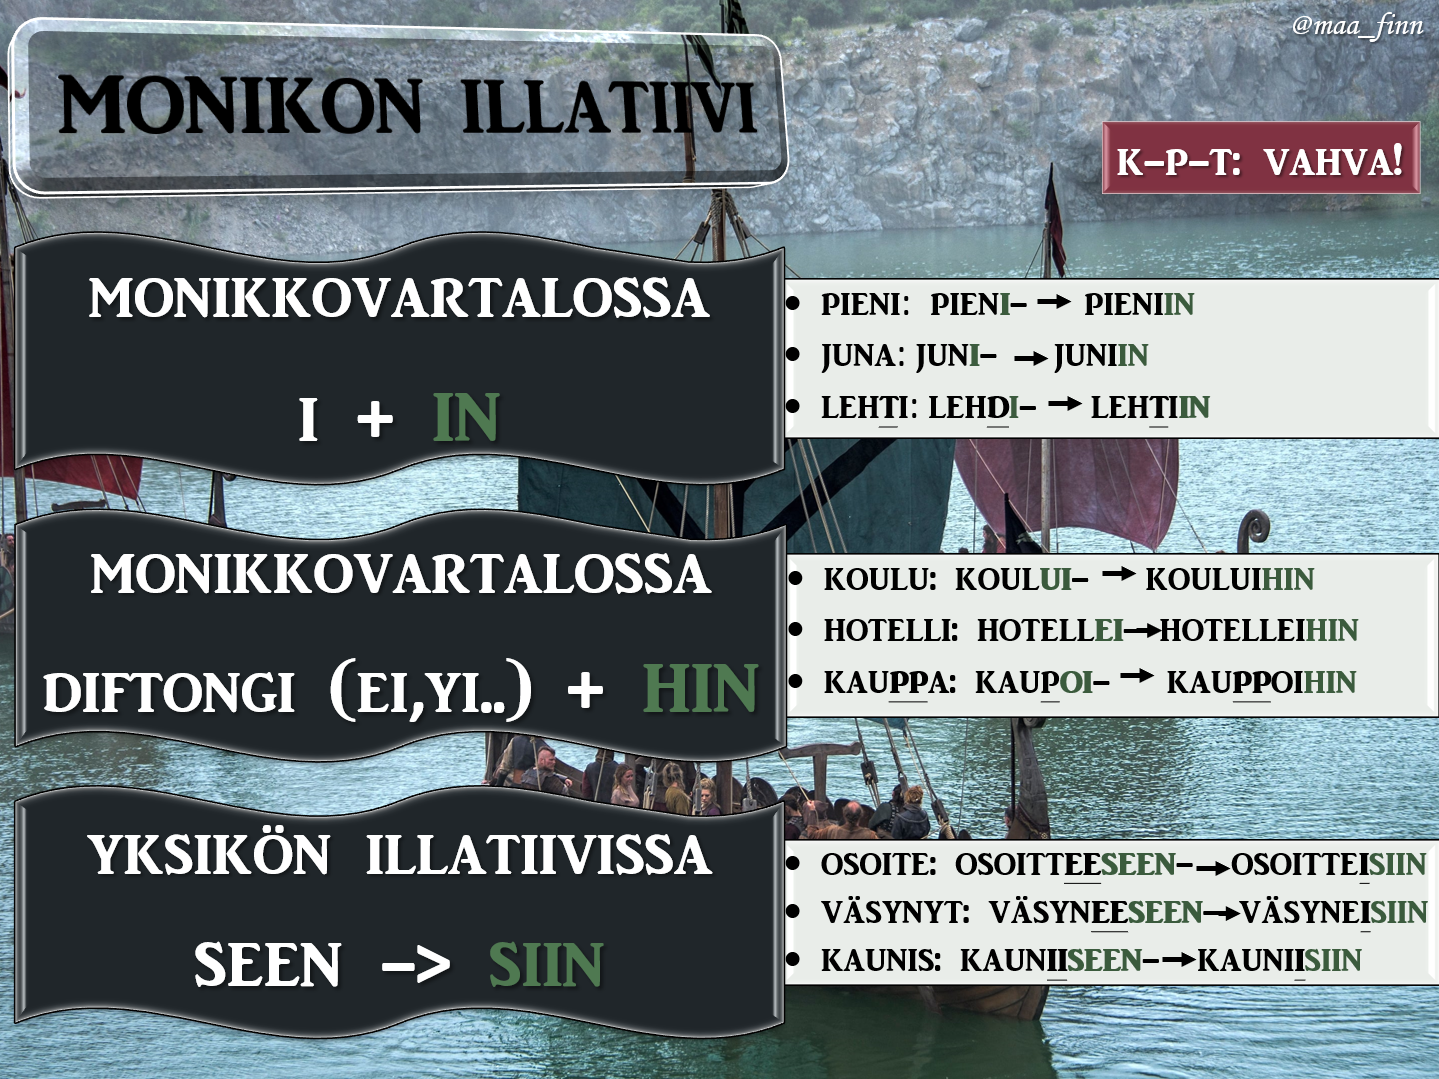 @maa_finn
MONIKON ILLATIIVI
K-P-T: VAHVA!
MONIKKOVARTALOSSA
I + IN
• PIENI: PIENI- → PIENIIN
• JUNA: JUNI- → JUNIIN
• LEHTI: LEHDI- → LEHTIIN
MONIKKOVARTALOSSA
DIFTONGI (EI,YI..) + HIN
• KOULU: KOULUI- → KOULUIHIN
• HOTELLI: HOTELLEI-→HOTELLEIHIN
• KAUPPA: KAUPOI- → KAUPPOIHIN
YKSIKÖN ILLATIIVISSA
SEEN -> SIIN
• OSOITE: OSOITTEESEEN-→OSOITTEISIIN
• VÄSYNYT: VÄSYNEESEEN-→VÄSYNEISIIN
• KAUNIS: KAUNIISEEN-→KAUNIISIIN